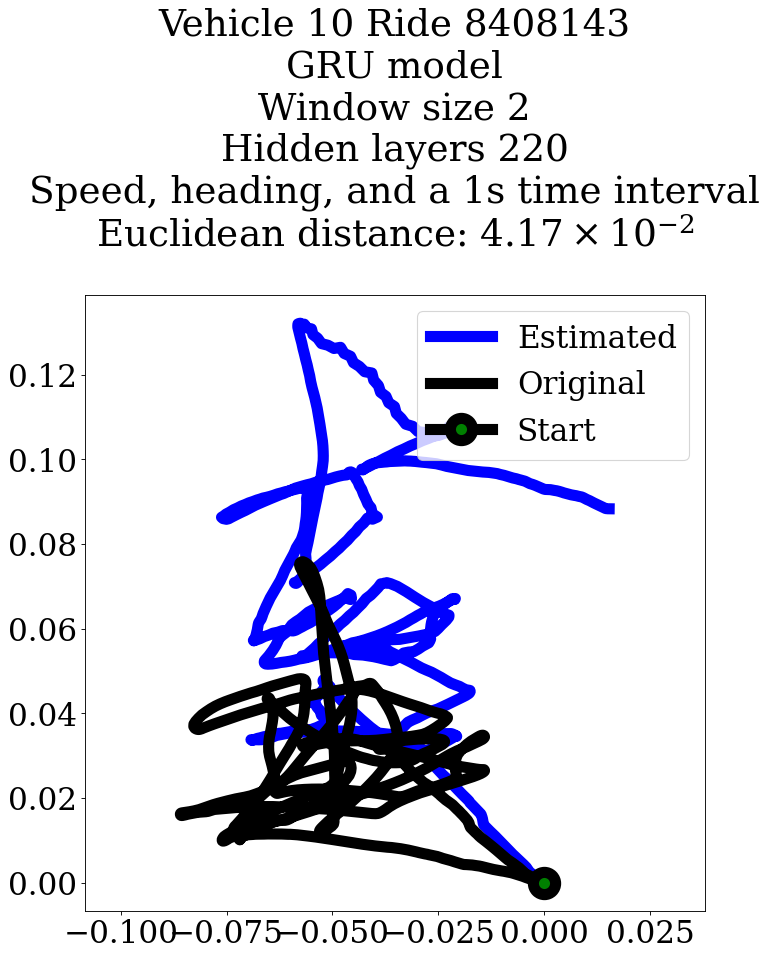 Vehicle 10 Ride 8408143
GRU model
Window size 2
Hidden layers 220
Speed, heading, and a 1s time interval
Euclidean distance: 4.17 × 10⁻²
Estimated
Original
Start
0.12
0.10
0.08
0.06
0.04
0.02
0.00
−0.100 −0.075 −0.050 −0.025 0.000 0.025